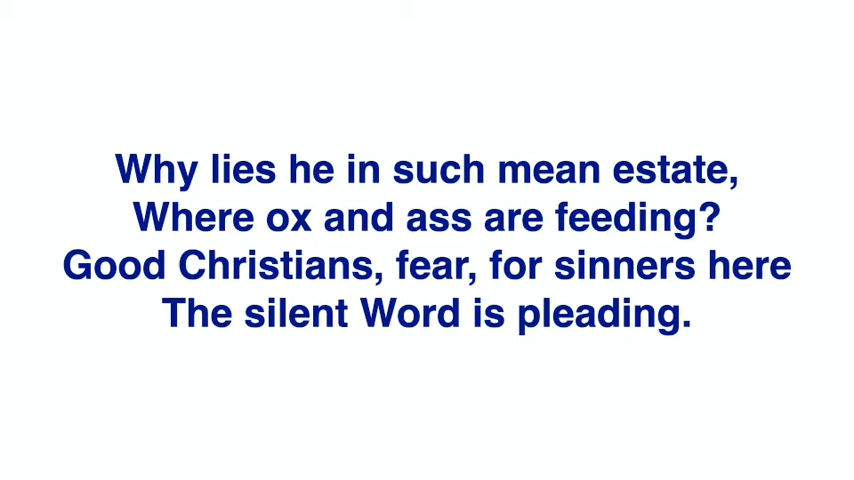 Why lies he in such mean estate,
Where ox and ass are feeding?
Good Christians, fear, for sinners here
The silent Word is pleading.